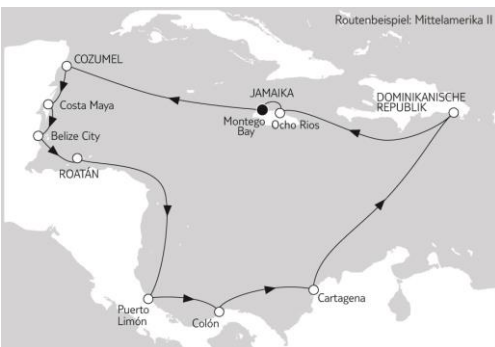 Routenbeispiel: Mittelamerika II
COZUMEL
JAMAIKA
DOMINIKANISCHE
REPUBLIK
Costa Maya
Montego
Bay
Ocho Rios
Belize City
ROATÁN
Cartagena
Puerto
Limón
Colón